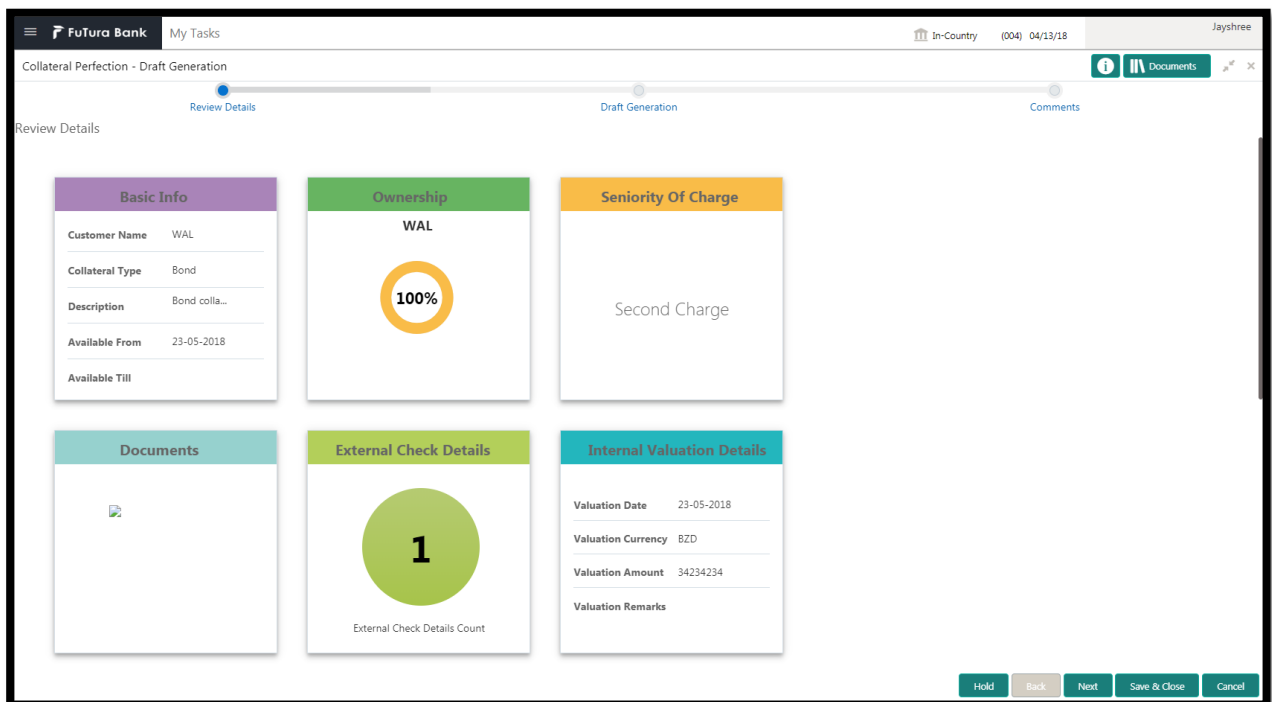 FuTura Bank My Tasks In-Country (004) 04/13/18 Jayshree
Collateral Perfection - Draft Generation i Documents
Review Details Draft Generation Comments
Review Details
Basic Info
Customer Name WAL
Collateral Type Bond
Description Bond colla...
Available From 23-05-2018
Available Till
Ownership
WAL
100%
Seniority Of Charge
Second Charge
Documents
External Check Details
1
External Check Details Count
Internal Valuation Details
Valuation Date 23-05-2018
Valuation Currency BZD
Valuation Amount 34234234
Valuation Remarks
Hold Back Next Save & Close Cancel